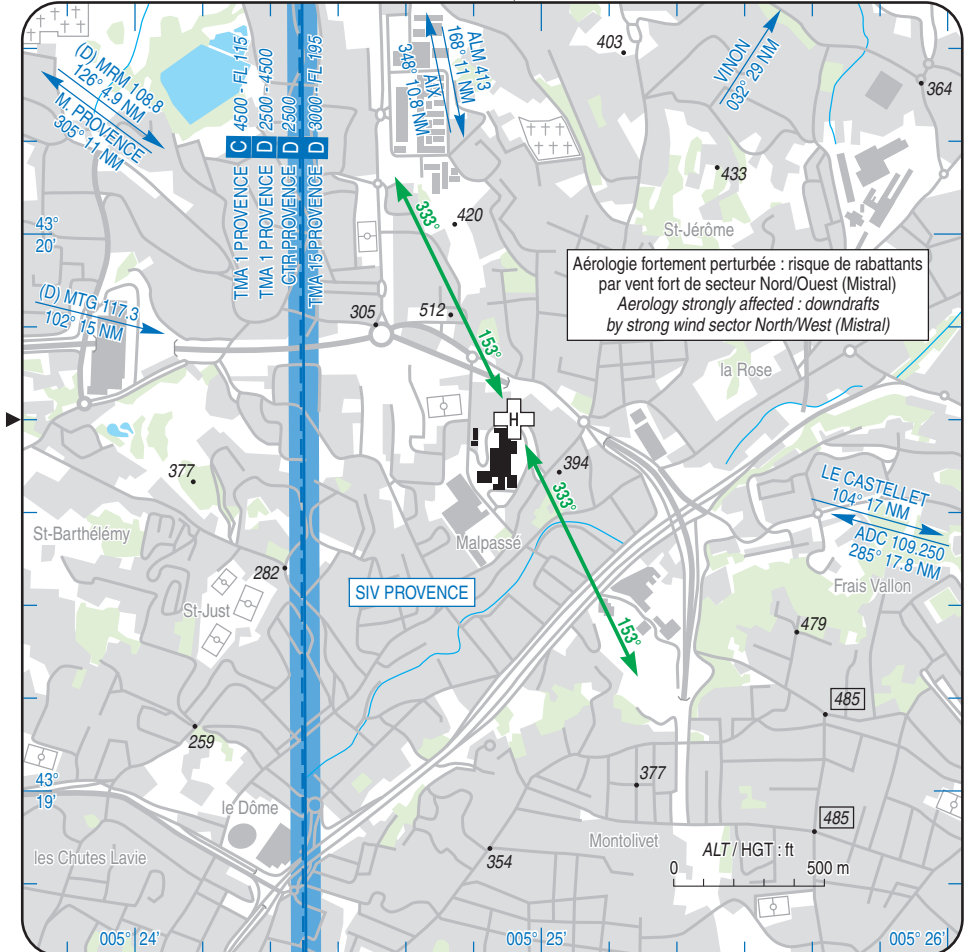 403
364
433
420
512
305
394
377
282
479
485
259
377
485
354
(D) MRM 108.8
126° 4.9 NM
M. PROVENCE
305° 11 NM
TMA 1 PROVENCE C 4500 - FL 115
TMA 1 PROVENCE D 2500 - 4500
CTR PROVENCE D 2500
TMA 15 PROVENCE D 3000 - FL 195
ALM 413
168° 11 NM
AIX
348° 10.8 NM
VINON
032° 29 NM
43°
20'
333°
153°
St-Jérôme
Aérologie fortement perturbée : risque de rabattants
par vent fort de secteur Nord/Ouest (Mistral)
Aerology strongly affected : downdrafts
by strong wind sector North/West (Mistral)
(D) MTG 117.3
102° 15 NM
la Rose
H
333°
153°
LE CASTELLET
104° 17 NM
ADC 109.250
285° 17.8 NM
St-Barthélémy
Malpassé
Frais Vallon
St-Just
SIV PROVENCE
43°
19'
le Dôme
les Chutes Lavie
Montolivet
ALT / HGT : ft
0 500 m
005° 24'
005° 25'
005° 26'